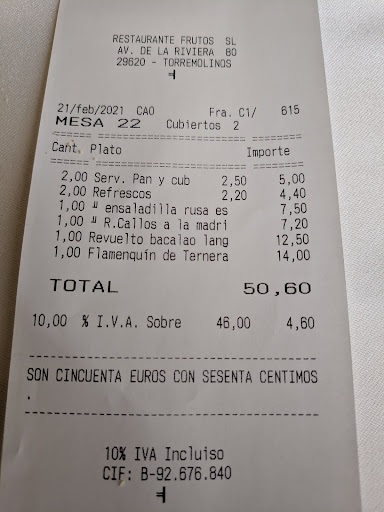 RESTAURANTE FRUTOS SL
AV. DE LA RIVIERA 80
29620 - TORREMOLINOS
21/feb/2021 CAO Fra. C1/ 615
MESA 22 Cubiertos 2
Cant. Plato Importe
2,00 Serv. Pan y cub 2,50 5,00
2,00 Refrescos 2,20 4,40
1,00 " ensaladilla rusa es 7,50
1,00 " R.Callos a la madri 7,20
1,00 Revuelto bacalao lang 12,50
1,00 Flamenquín de Ternera 14,00
TOTAL 50,60
10,00 % I.V.A. Sobre 46,00 4,60
SON CINCUENTA EUROS CON SESENTA CENTIMOS
.
10% IVA Incluiso
CIF: B-92.676.840